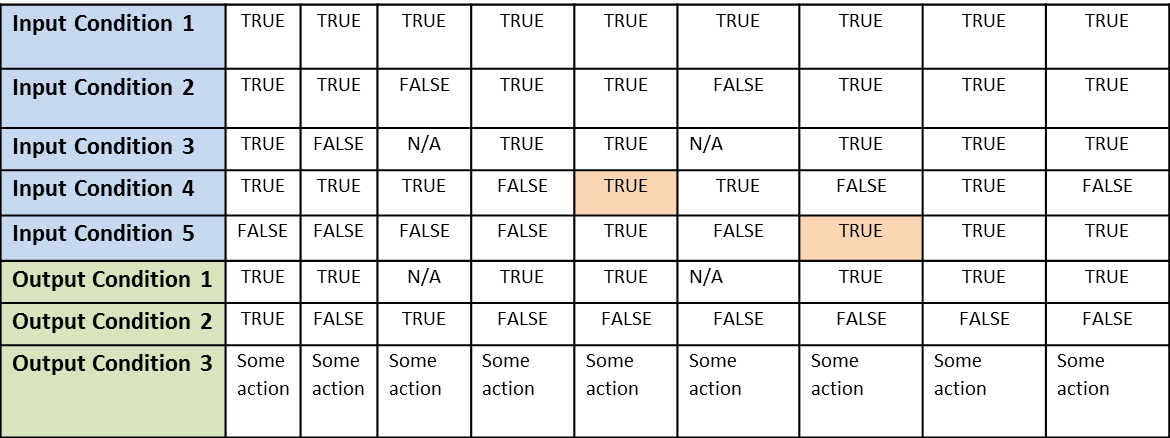 Input Condition 1 TRUE TRUE TRUE TRUE TRUE TRUE TRUE TRUE TRUE
Input Condition 2 TRUE TRUE FALSE TRUE TRUE FALSE TRUE TRUE TRUE
Input Condition 3 TRUE FALSE N/A TRUE TRUE N/A TRUE TRUE TRUE
Input Condition 4 TRUE TRUE TRUE FALSE TRUE TRUE FALSE TRUE FALSE
Input Condition 5 FALSE FALSE FALSE FALSE TRUE FALSE TRUE TRUE TRUE
Output Condition 1 TRUE TRUE N/A TRUE TRUE N/A TRUE TRUE TRUE
Output Condition 2 TRUE FALSE TRUE FALSE FALSE FALSE FALSE FALSE FALSE
Output Condition 3 Some Some Some Some Some Some Some Some Some
action action action action action action action action action